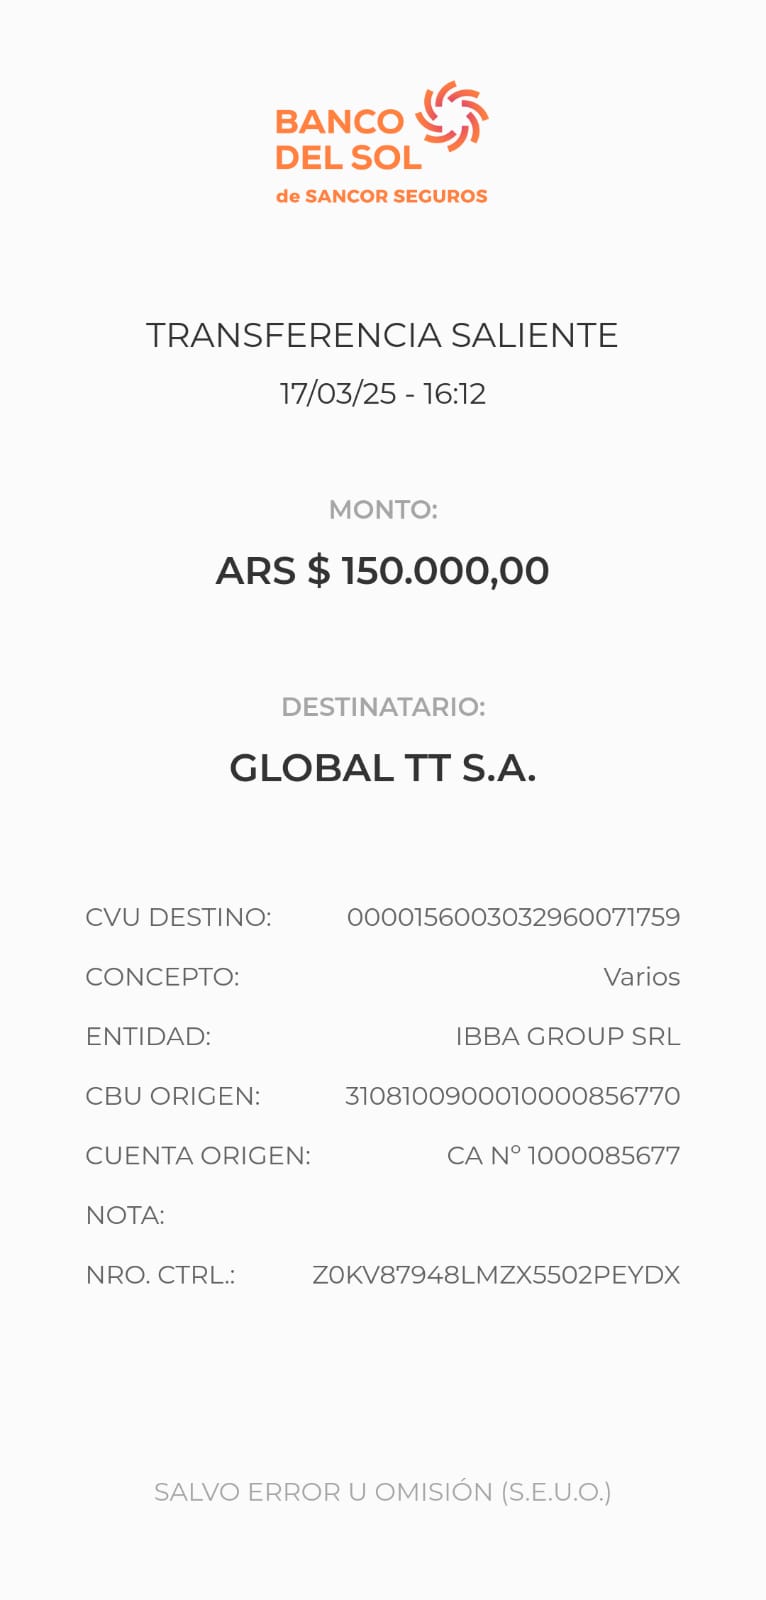 BANCO
DEL SOL
de SANCOR SEGUROS
TRANSFERENCIA SALIENTE
17/03/25 - 16:12
MONTO:
ARS $ 150.000,00
DESTINATARIO:
GLOBAL TT S.A.
CVU DESTINO: 0000156003032960071759
CONCEPTO: Varios
ENTIDAD: IBBA GROUP SRL
CBU ORIGEN: 3108100900010000856770
CUENTA ORIGEN: CA Nº 1000085677
NOTA:
NRO. CTRL.: Z0KV87948LMZX5502PEYDX
SALVO ERROR U OMISIÓN (S.E.U.O.)